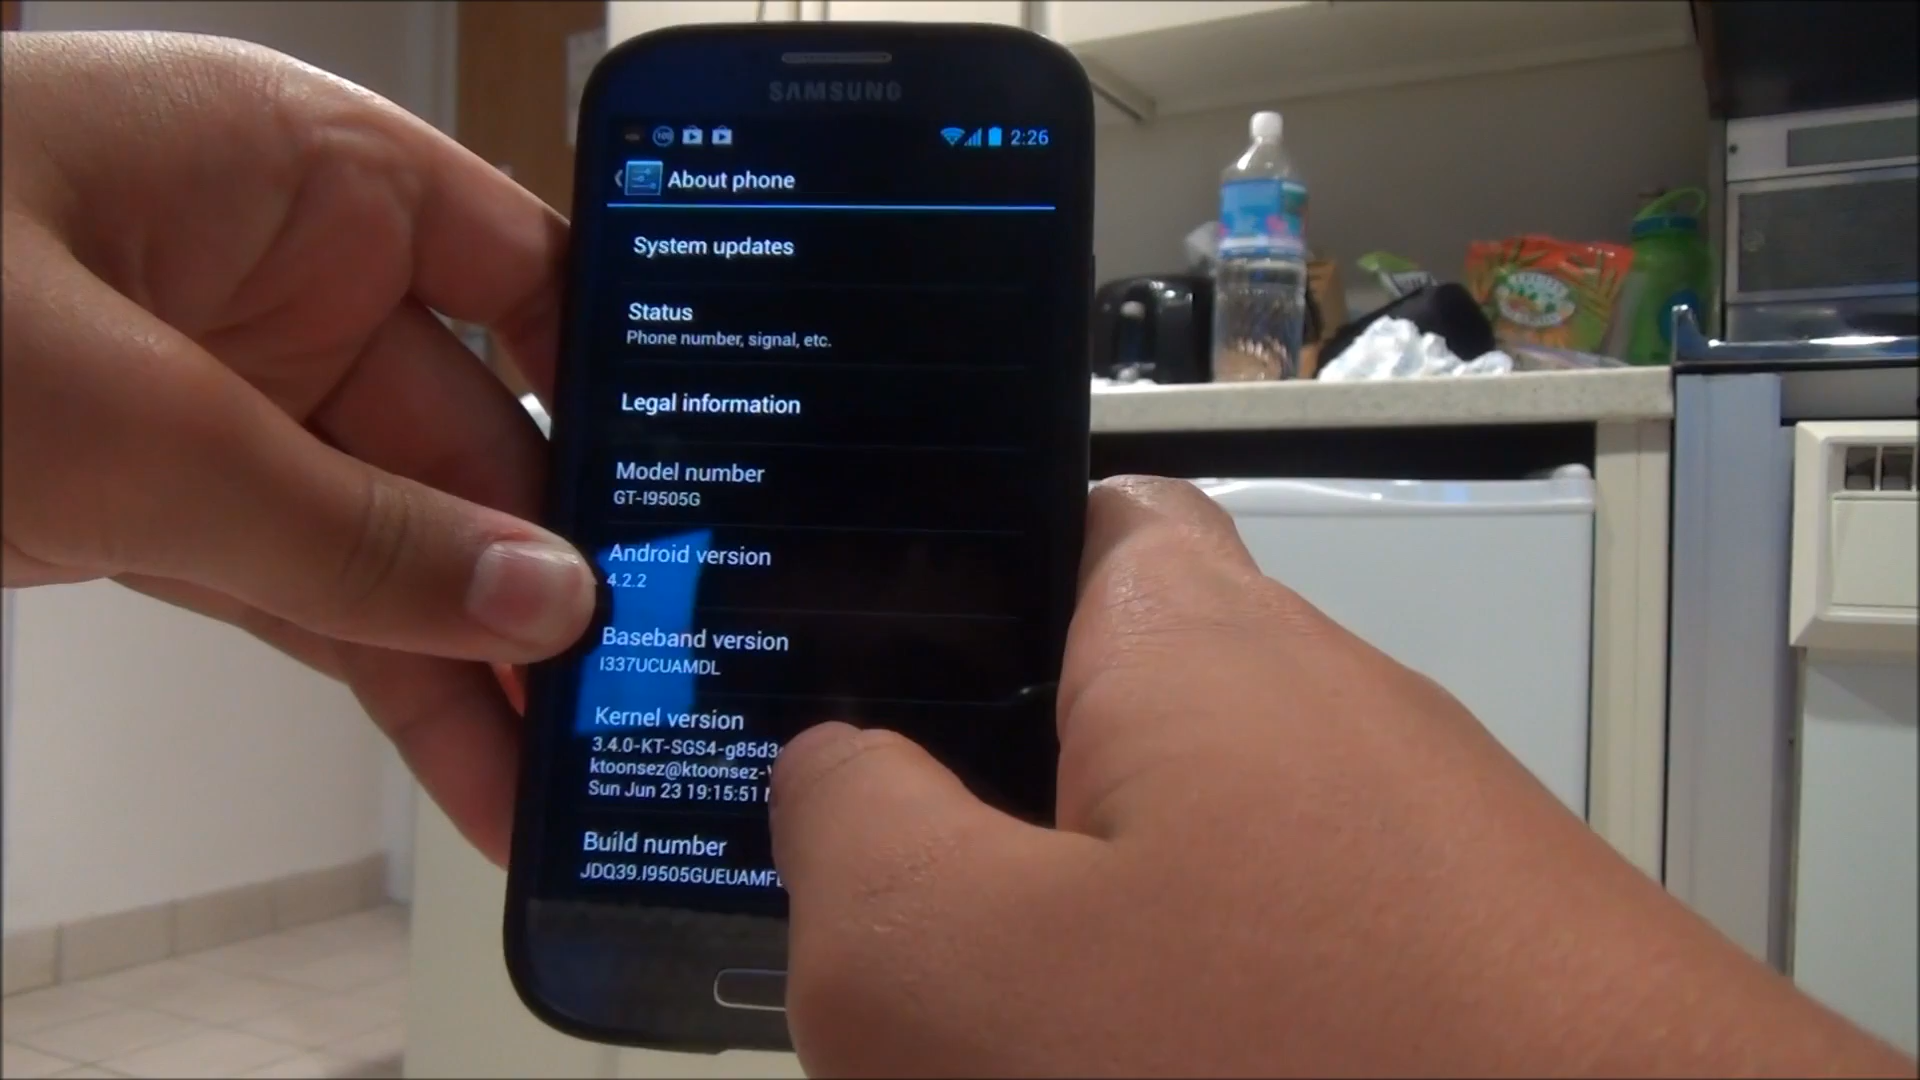 SAMSUNG
2:26
About phone
System updates
Status
Phone number, signal, etc.
Legal information
Model number
GT-I9505G
Android version
4.2.2
Baseband version
I337UCUAMDL
Kernel version
3.4.0-KT-SGS4-g85d3
ktoonsez@ktoonsez-
Sun Jun 23 19:15:51
Build number
JDQ39.I9505GUEUAMF